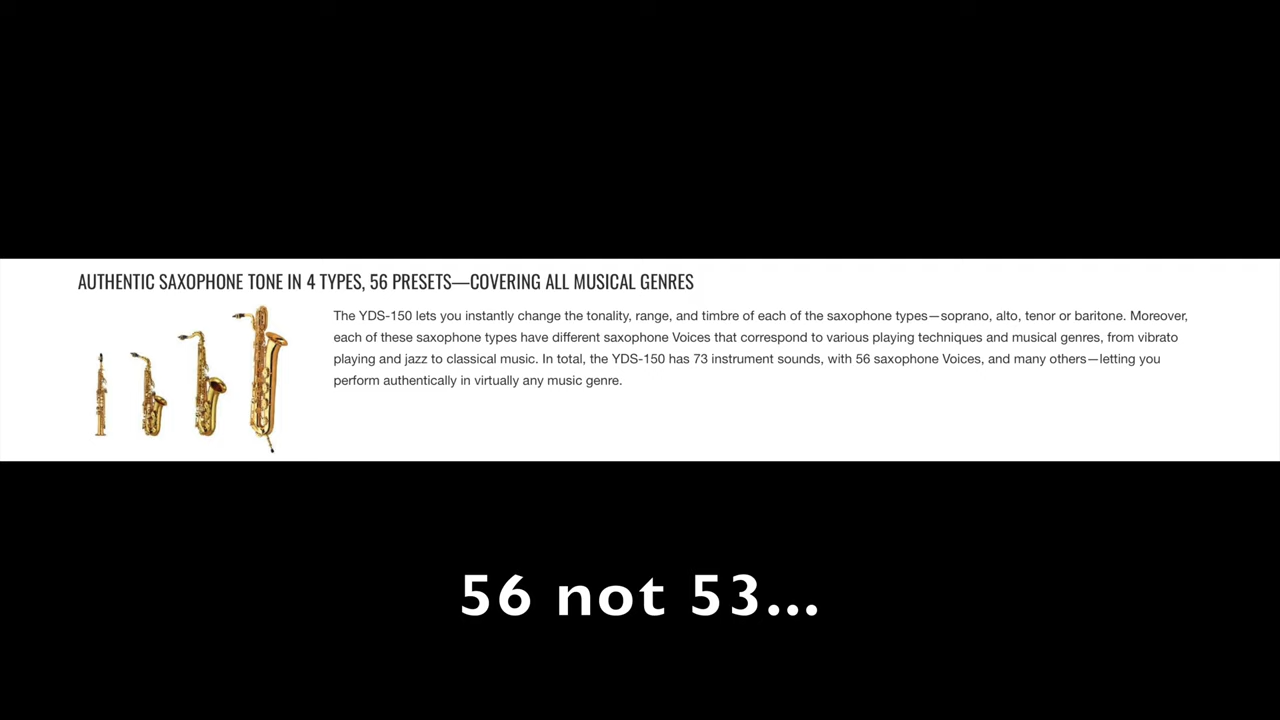 AUTHENTIC SAXOPHONE TONE IN 4 TYPES, 56 PRESETS—COVERING ALL MUSICAL GENRES
The YDS-150 lets you instantly change the tonality, range, and timbre of each of the saxophone types—soprano, alto, tenor or baritone. Moreover,
each of these saxophone types have different saxophone Voices that correspond to various playing techniques and musical genres, from vibrato
playing and jazz to classical music. In total, the YDS-150 has 73 instrument sounds, with 56 saxophone Voices, and many others—letting you
perform authentically in virtually any music genre.
56 not 53...